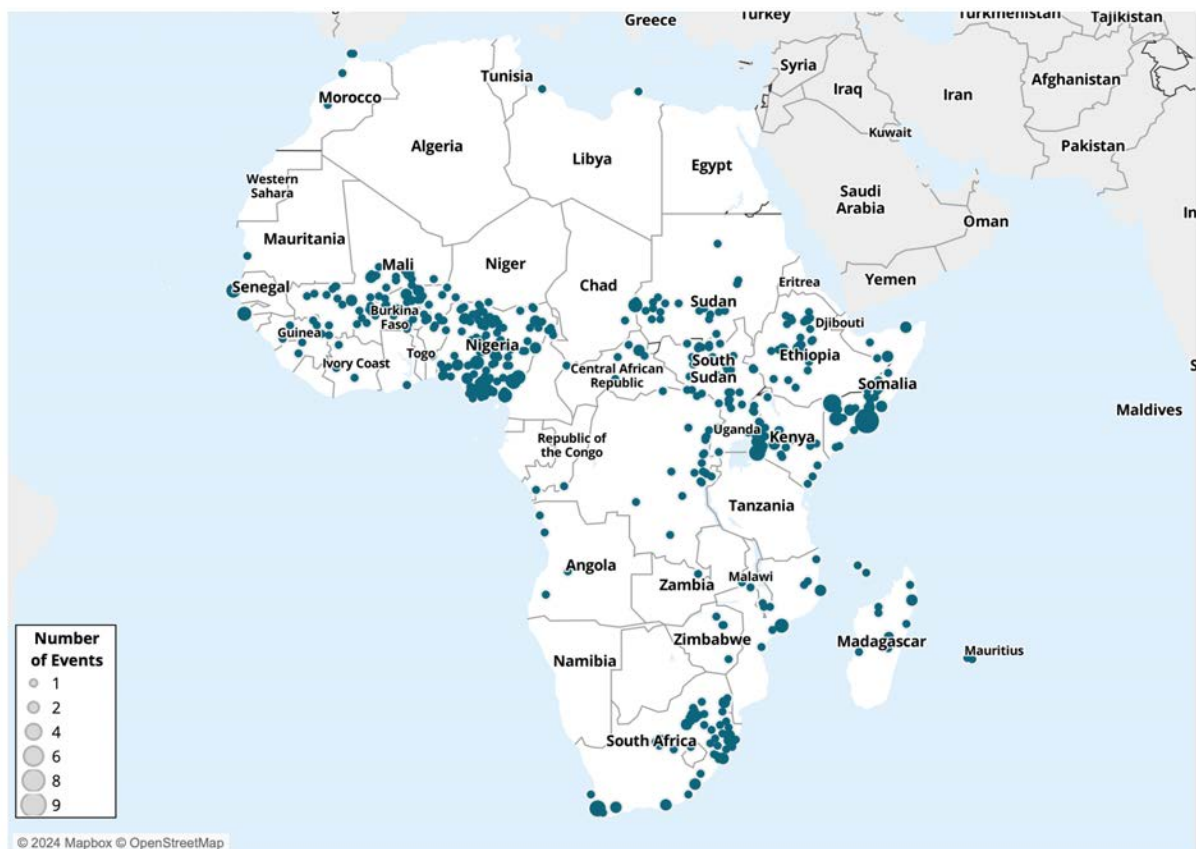 Greece
Turkey
Turkmenistan
Tajikistan
Syria
Afghanistan
Tunisia
Iraq
Iran
Morocco
Kuwait
Pakistan
Algeria
Libya
Egypt
Western
Sahara
Saudi
Arabia
In
Oman
Mauritania
Mali
Niger
Chad
Yemen
Senegal
Sudan
Eritrea
Burkina
Faso
Djibouti
Guinea
Nigeria
Togo
Ethiopia
Ivory Coast
Central African
Republic
South
Sudan
Somalia
S
Maldives
Republic of
the Congo
Uganda
Kenya
Tanzania
Angola
Malawi
Zambia
Zimbabwe
Madagascar
Mauritius
Namibia
South Africa
Number
of Events
1
2
4
6
8
9
© 2024 Mapbox © OpenStreetMap